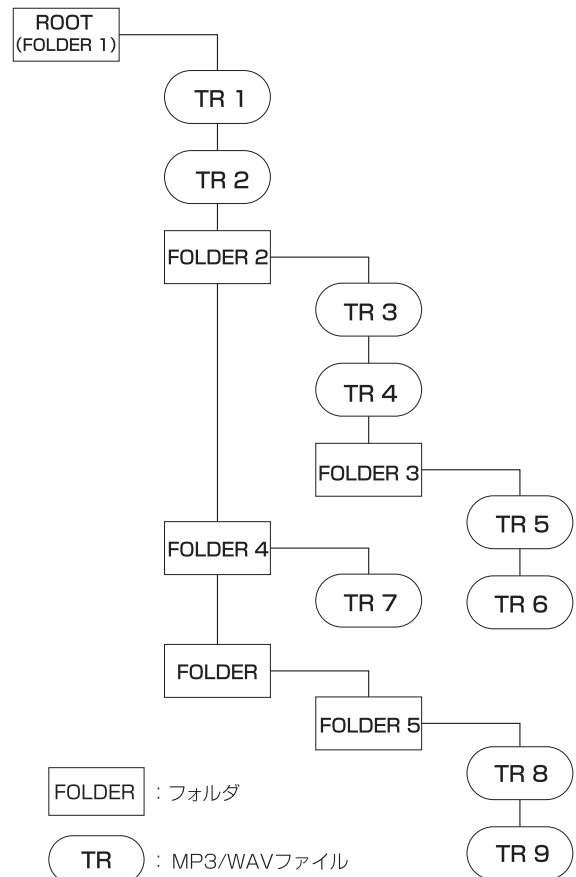 ROOT
(FOLDER 1)
TR 1
TR 2
FOLDER 2
TR 3
TR 4
FOLDER 3
TR 5
TR 6
FOLDER 4
TR 7
FOLDER
FOLDER 5
TR 8
TR 9
FOLDER ：フォルダ
TR ：MP3/WAVファイル